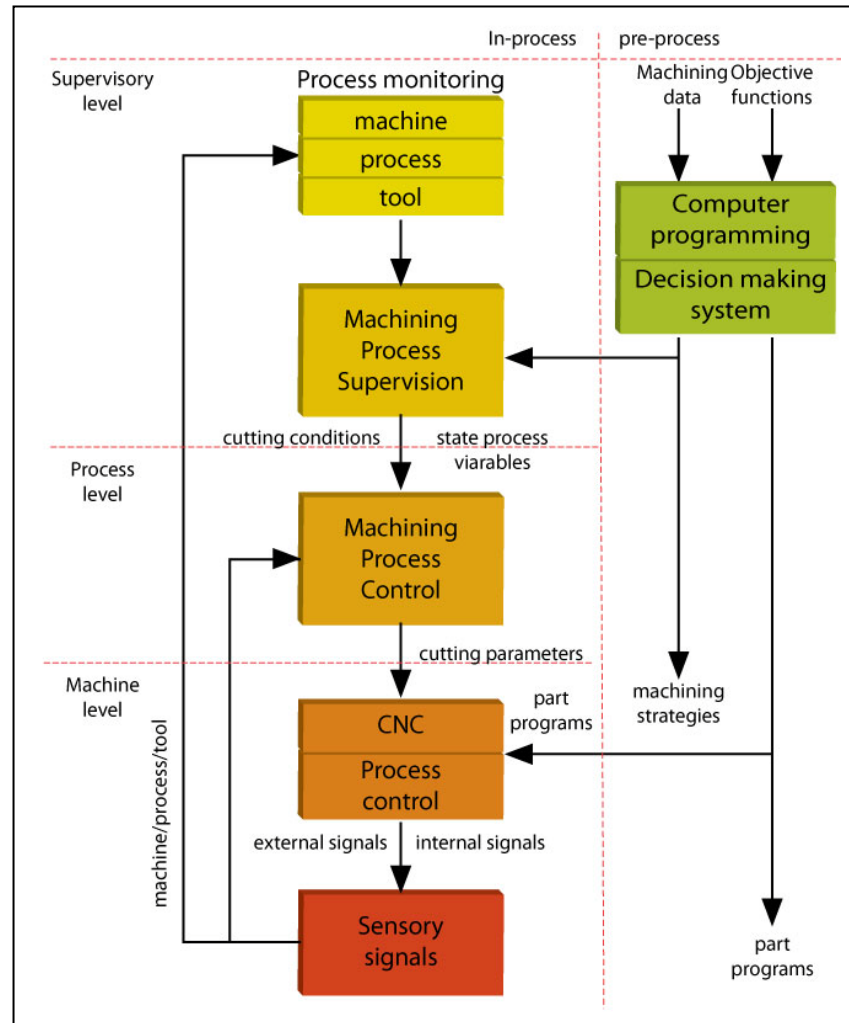 In-process
pre-process
Supervisory
level
Process monitoring
machine
process
tool
Machining
data
Objective
functions
Computer
programming
Decision making
system
Machining
Process
Supervision
cutting conditions
state process
viarables
Process
level
Machining
Process
Control
cutting parameters
Machine
level
machine/process/tool
CNC
Process
control
part
programs
machining
strategies
external signals
internal signals
Sensory
signals
part
programs